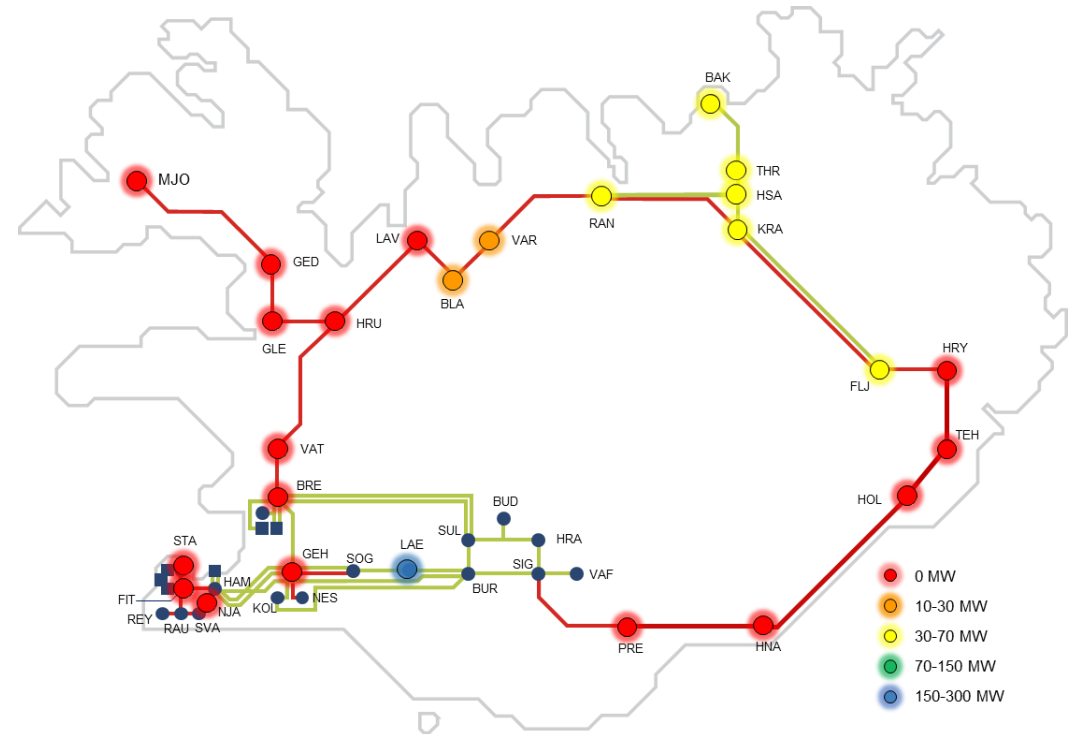 BAK
MJO
THR
HSA
RAN
KRA
LAV
VAR
GED
BLA
GLE
HRU
HRY
FLJ
VAT
TEH
BRE
HOL
BUD
STA
SUL
HRA
LAE
GEH
SOG
SIG
VAF
HAM
BUR
FIT
NJA
KOL
NES
REY
RAU
SVA
PRE
HNA
0 MW
10-30 MW
30-70 MW
70-150 MW
150-300 MW